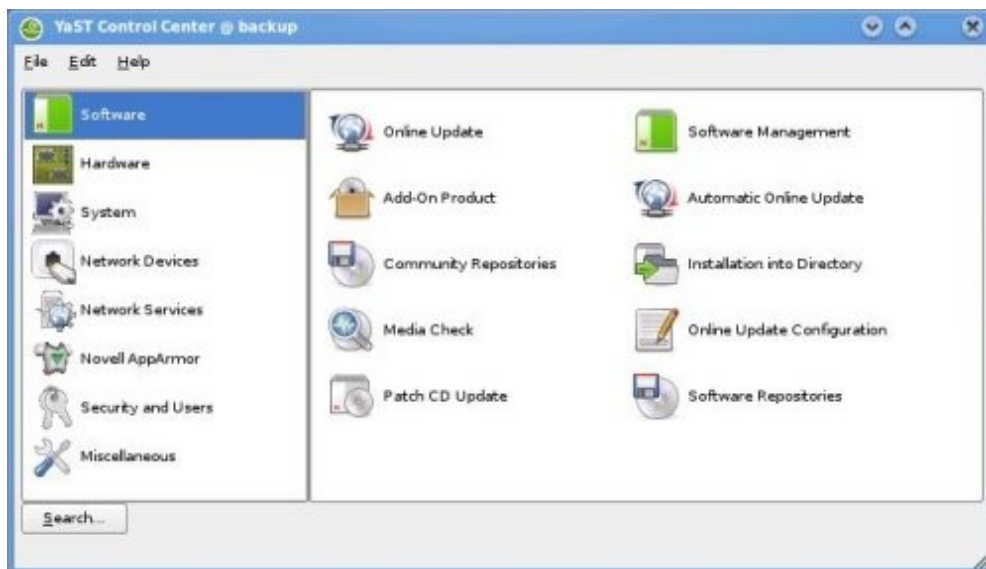 YaST Control Center @ backup
File Edit Help
Software
Hardware
System
Network Devices
Network Services
Novell AppArmor
Security and Users
Miscellaneous
Online Update
Software Management
Add-On Product
Automatic Online Update
Community Repositories
Installation into Directory
Media Check
Online Update Configuration
Patch CD Update
Software Repositories
Search...